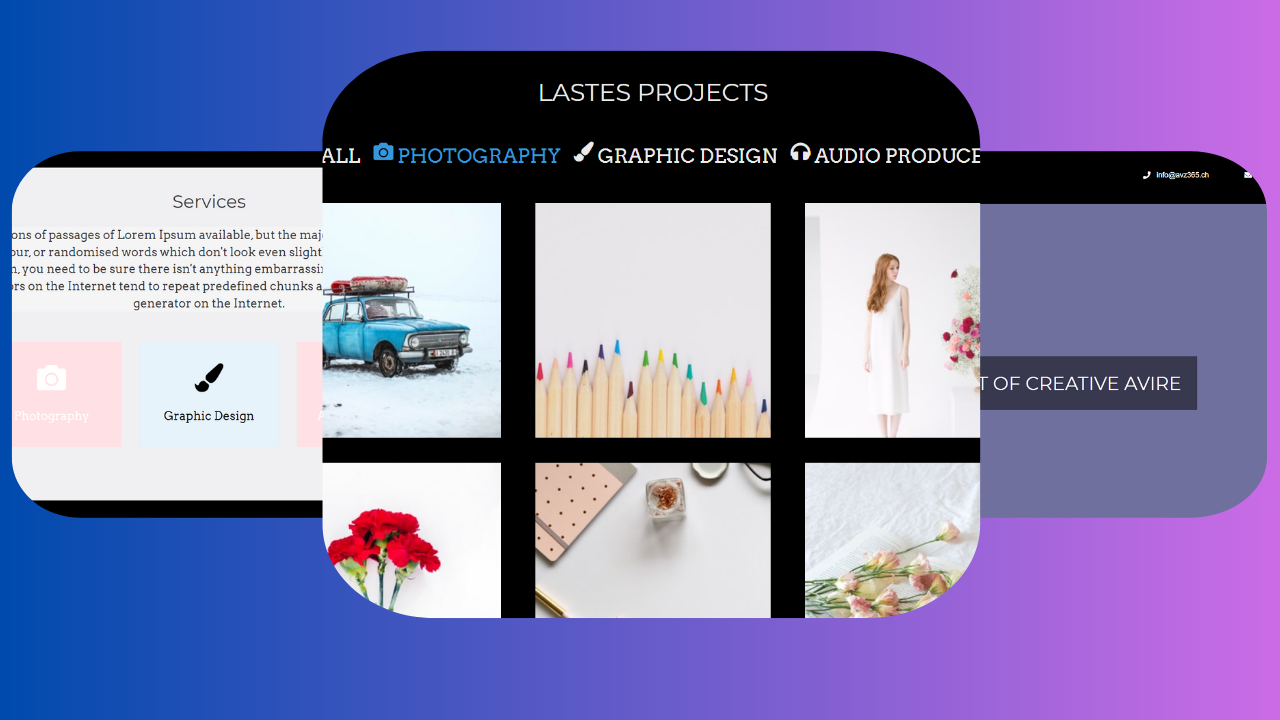 LASTES PROJECTS
ALL PHOTOGRAPHY GRAPHIC DESIGN AUDIO PRODUCE
Services
ons of passages of Lorem Ipsum available, but the maj
our, or randomised words which don't look even slight
n, you need to be sure there isn't anything embarrassin
ors on the Internet tend to repeat predefined chunks a
generator on the Internet.
Photography
Graphic Design
info@avz365.ch
T OF CREATIVE AVIRE